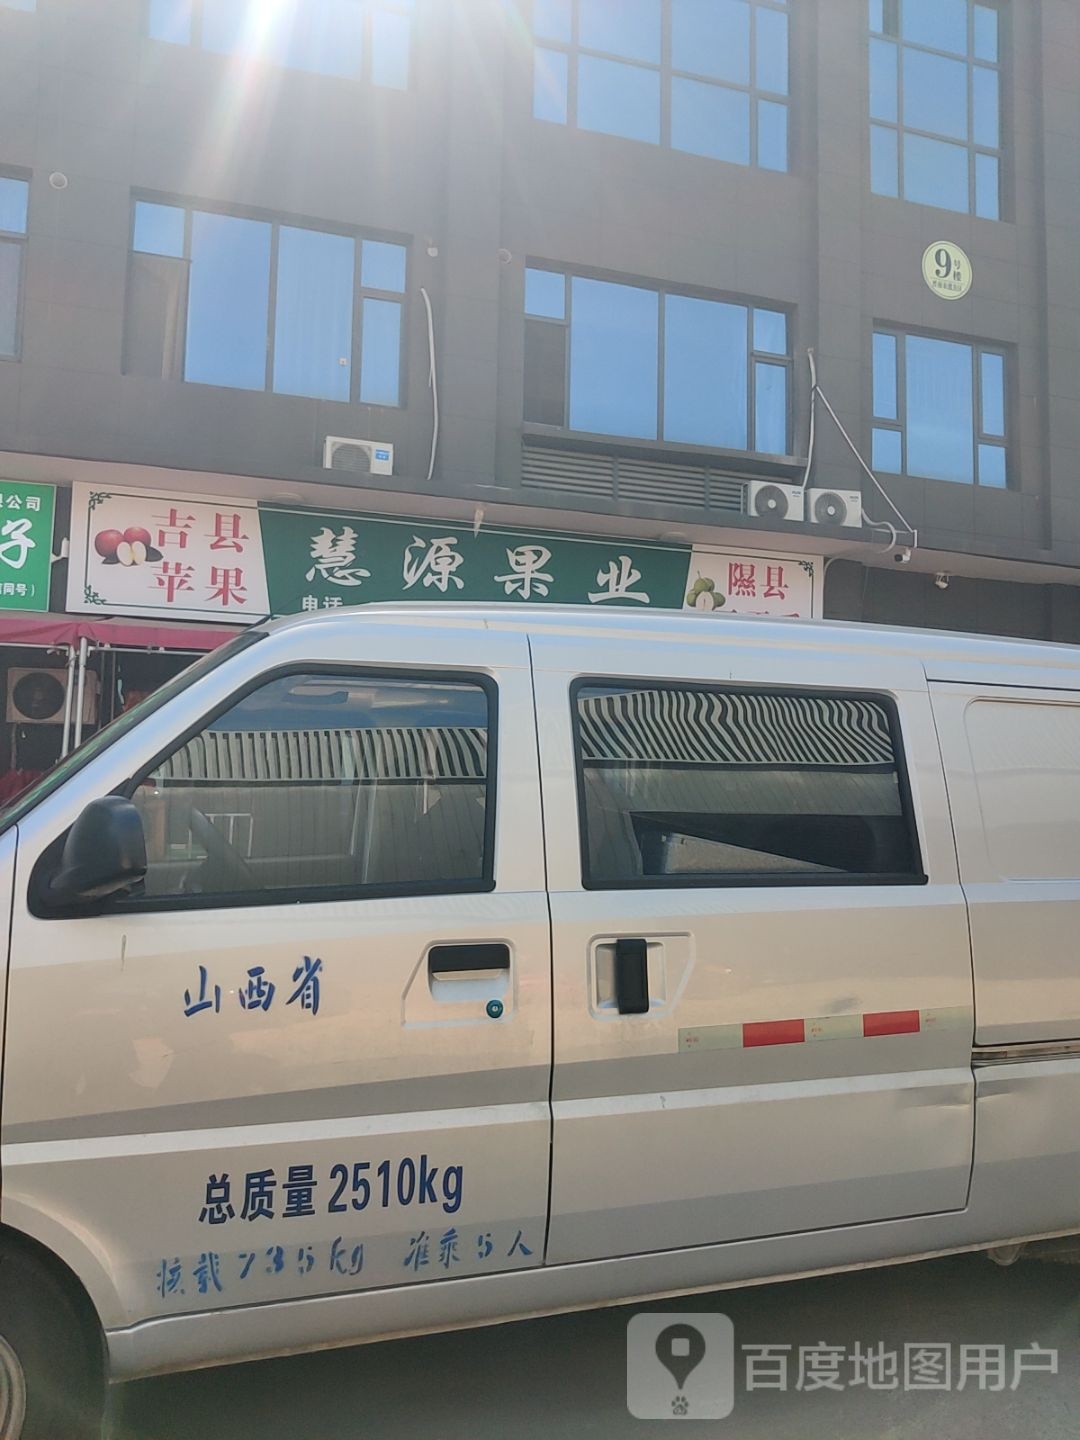 9号楼
限公司
子
同号）
吉县
苹果
慧源果业
电话
隰县
山西省
总质量2510kg
核载735kg 准乘5人
百度地图用户